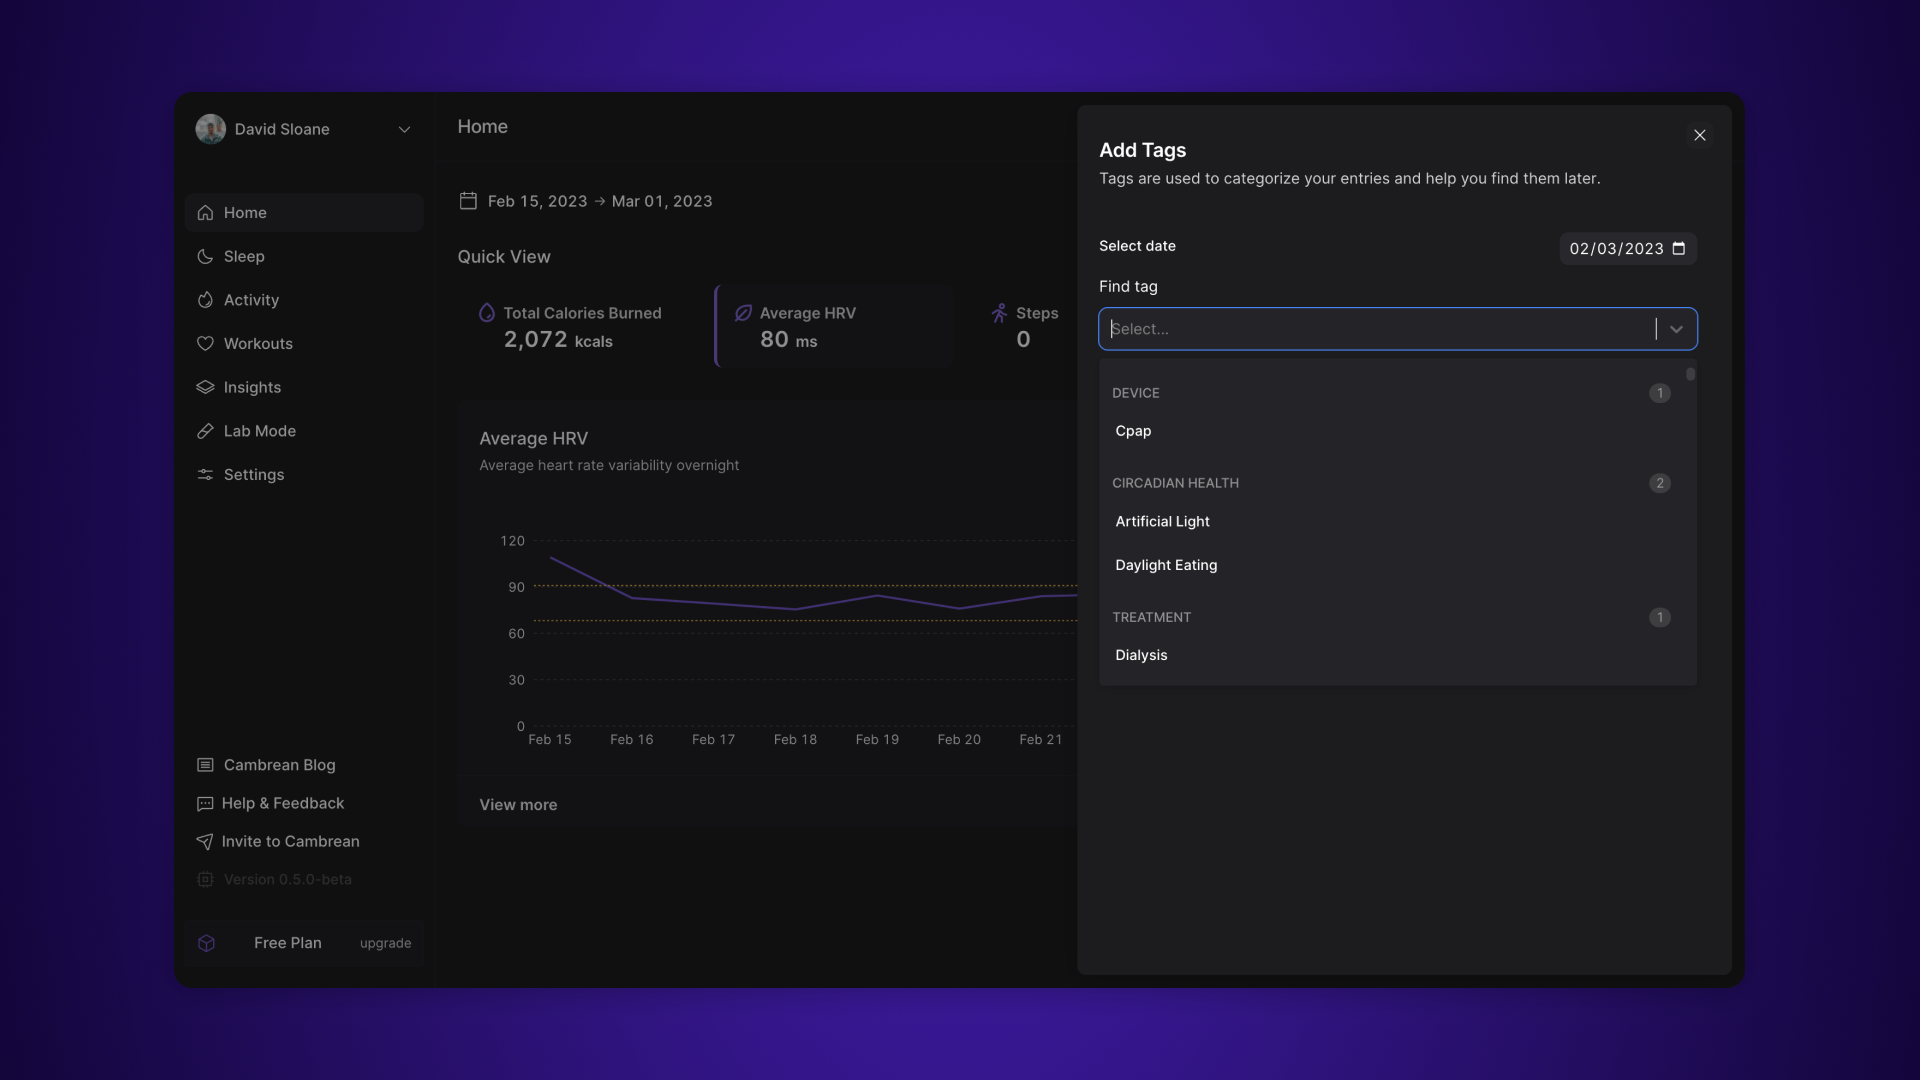 David Sloane
Home
Sleep
Activity
Workouts
Insights
Lab Mode
Settings
Cambrean Blog
Help & Feedback
Invite to Cambrean
Version 0.5.0-beta
Free Plan upgrade
Home
Feb 15, 2023 → Mar 01, 2023
Quick View
Total Calories Burned
2,072 kcals
Average HRV
80 ms
Steps
0
Average HRV
Average heart rate variability overnight
120
90
60
30
0
Feb 15 Feb 16 Feb 17 Feb 18 Feb 19 Feb 20 Feb 21
View more
Add Tags
Tags are used to categorize your entries and help you find them later.
Select date 02/03/2023
Find tag
Select...
DEVICE 1
Cpap
CIRCADIAN HEALTH 2
Artificial Light
Daylight Eating
TREATMENT 1
Dialysis